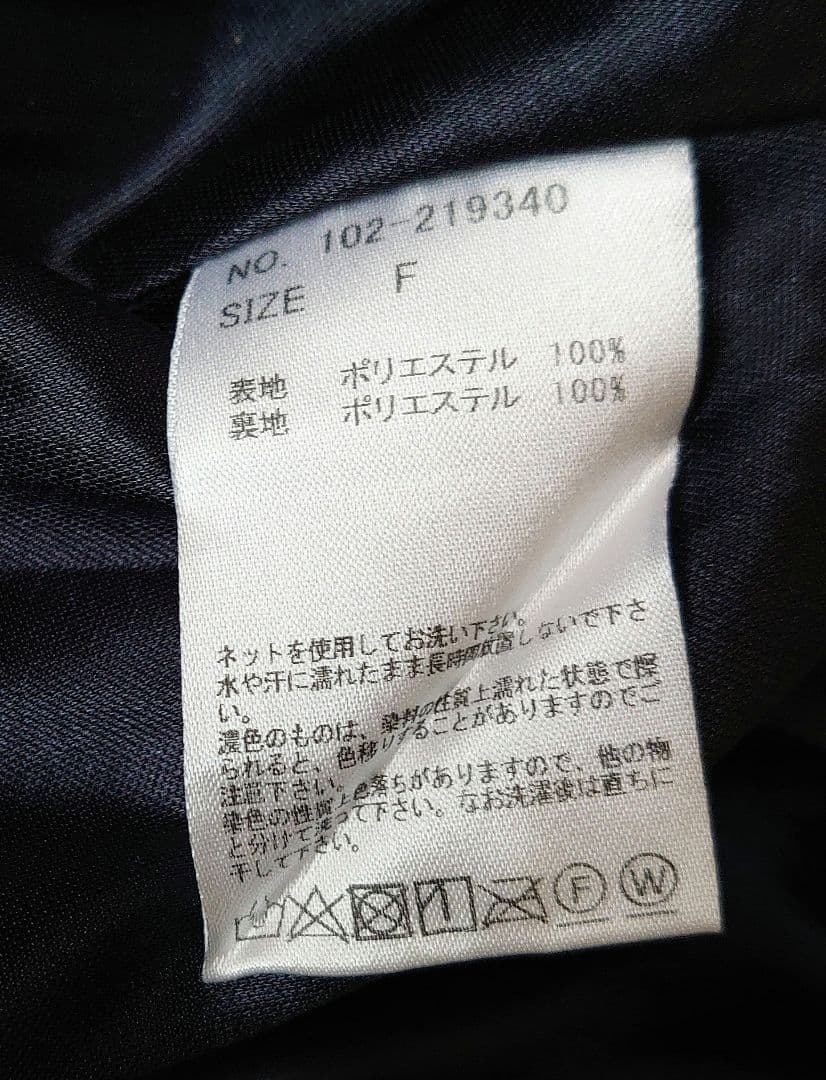 NO. 102-219340
SIZE F
表地 ポリエステル 100%
裏地 ポリエステル 100%
ネットを使用してお洗い下さい。
水や汗に濡れたまま長時間放置しないで下さ
い。
濃色のものは、染料の性質上濡れた状態で擦
られると、色移りすることがありますのでご
注意下さい。
染色の性質上色落ちがありますので、他の物
と分けて洗って下さい。なお洗濯後は直ちに
干して下さい。
F W